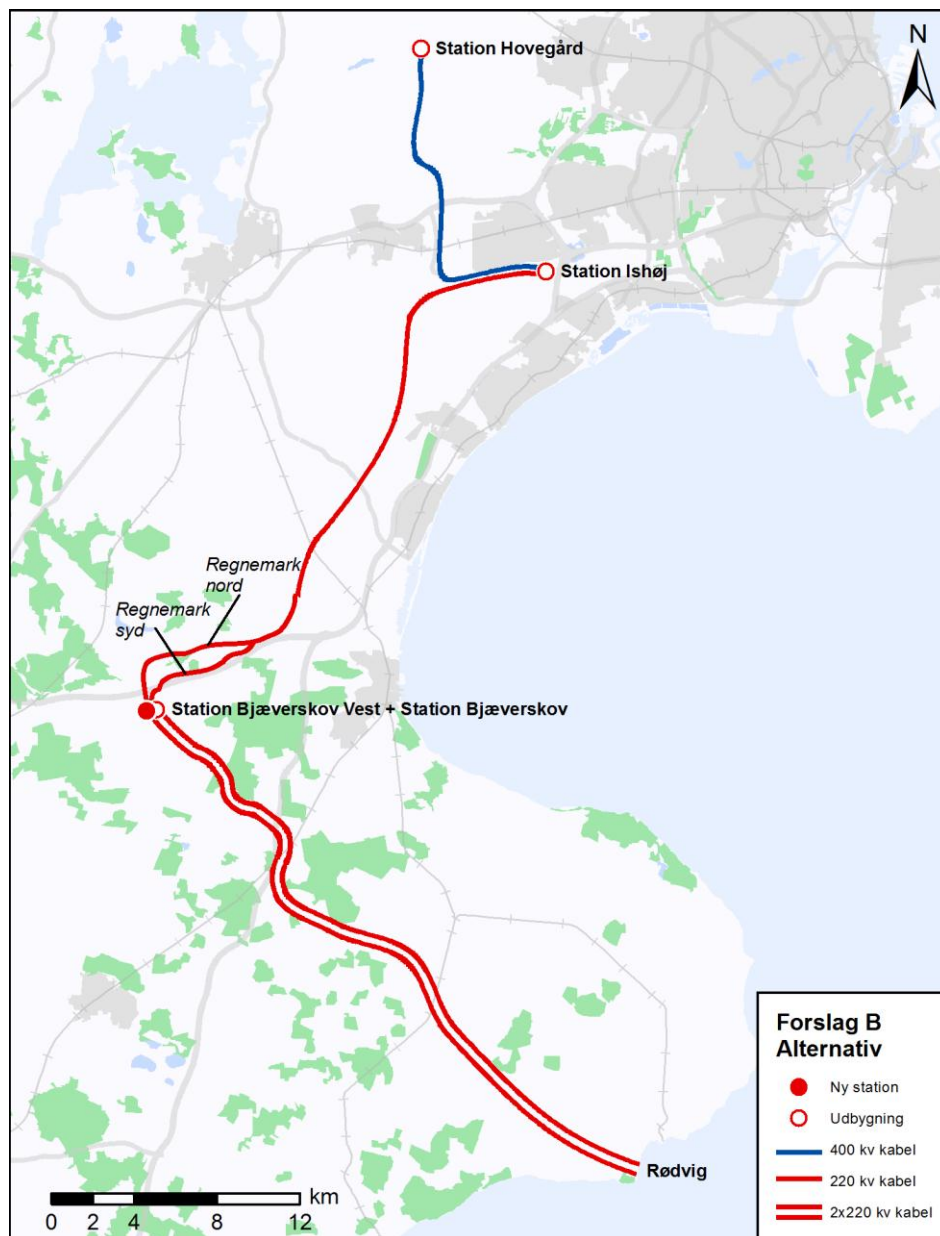 Station Hovegård
N
Station Ishøj
Regnemark
nord
Regnemark
syd
Station Bjæverskov Vest + Station Bjæverskov
Rødvig
km
0 2 4 8 12
Forslag B
Alternativ
Ny station
Udbygning
400 kv kabel
220 kv kabel
2x220 kv kabel